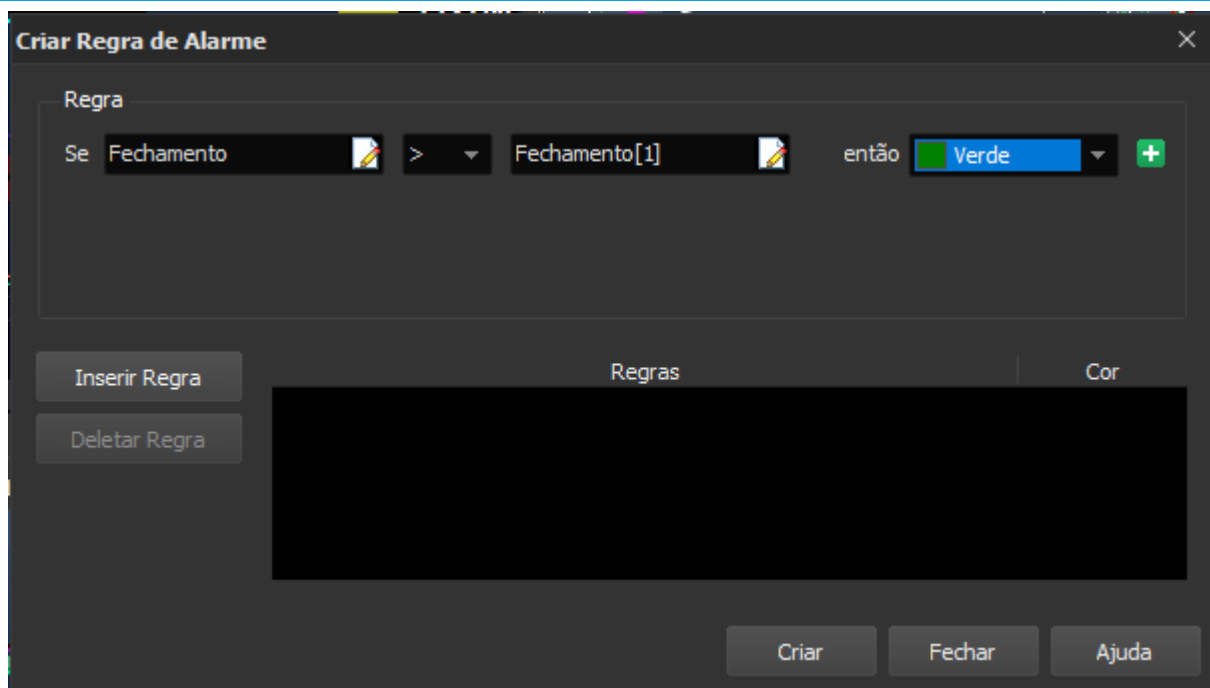 Criar Regra de Alarme
Regra
Se Fechamento > Fechamento[1] então Verde
Inserir Regra
Regras Cor
Deletar Regra
Criar Fechar Ajuda